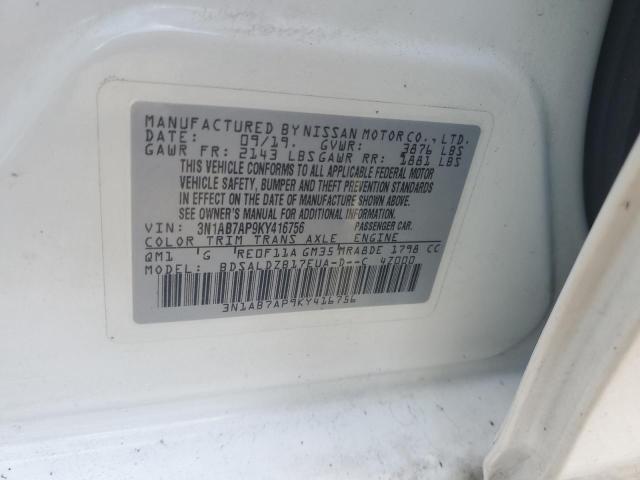 MANUFACTURED BY NISSAN MOTOR CO., LTD.
DATE: 09/19. GVWR: 3876 LBS
GAWR FR: 2143 LBS GAWR RR: 1881 LBS
THIS VEHICLE CONFORMS TO ALL APPLICABLE FEDERAL MOTOR
VEHICLE SAFETY, BUMPER AND THEFT PREVENTION STANDARDS
IN EFFECT ON THE DATE OF MANUFACTURE SHOWN ABOVE.
SEE OWNER'S MANUAL FOR ADDITIONAL INFORMATION.
VIN: 3N1AB7AP9KY416756 PASSENGER CAR.
COLOR TRIM TRANS AXLE ENGINE
QM1 G RE0F11A GM35 MRA8DE 1798 CC
BDSALDZB17EUA-D--C 4Z000
3N1AB7AP9KY416756